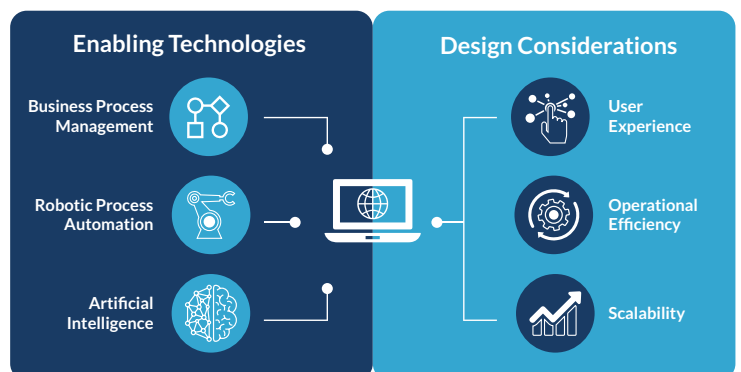 Enabling Technologies
Business Process
Management
Robotic Process
Automation
Artificial
Intelligence
Design Considerations
User
Experience
Operational
Efficiency
Scalability